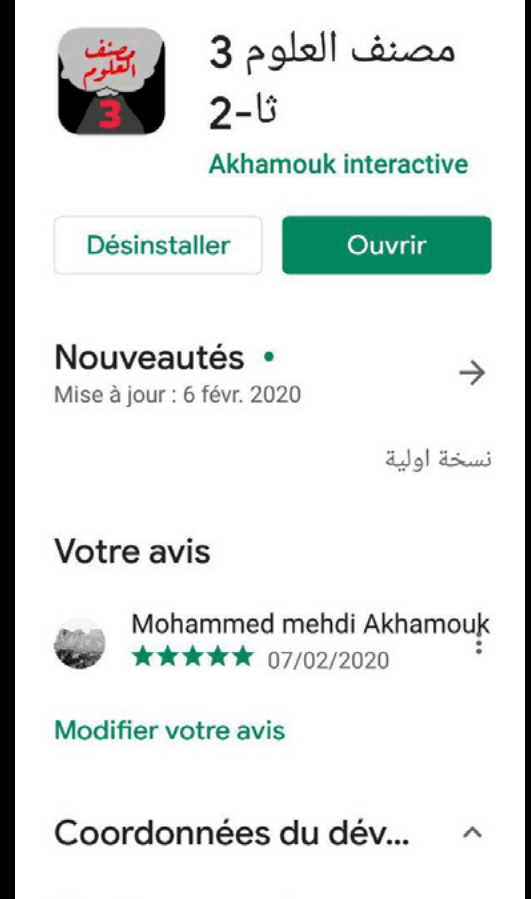 مصنف
العلوم
3
مصنف العلوم 3
ثا-2
Akhamouk interactive
Désinstaller
Ouvrir
Nouveautés •
Mise à jour : 6 févr. 2020
نسخة اولية
Votre avis
Mohammed mehdi Akhamouk
07/02/2020
Modifier votre avis
Coordonnées du dév...